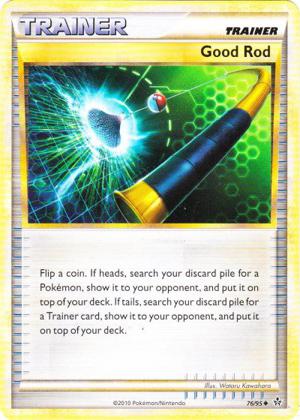 TRAINER
TRAINER
Good Rod
Flip a coin. If heads, search your discard pile for a
Pokémon, show it to your opponent, and put it on
top of your deck. If tails, search your discard pile for
a Trainer card, show it to your opponent, and put it
on top of your deck.
Illus. Wataru Kawahara
©2010 Pokémon/Nintendo
76/95